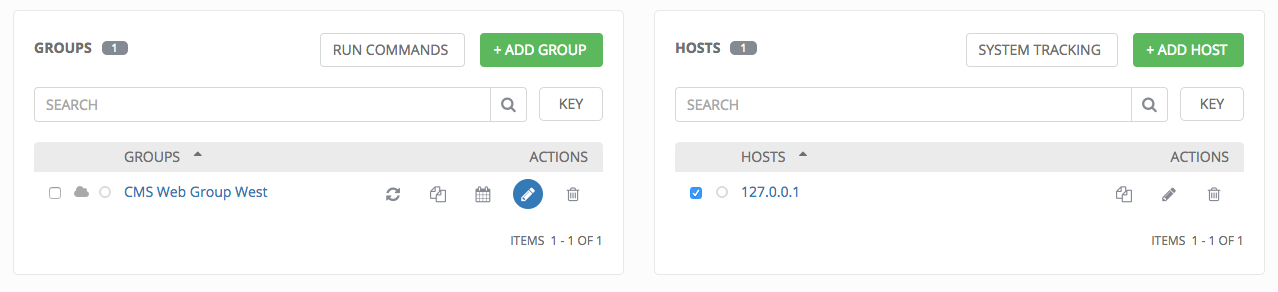 GROUPS 1 RUN COMMANDS + ADD GROUP
SEARCH KEY
GROUPS ACTIONS
CMS Web Group West
ITEMS 1 - 1 OF 1
HOSTS 1 SYSTEM TRACKING + ADD HOST
SEARCH KEY
HOSTS ACTIONS
127.0.0.1
ITEMS 1 - 1 OF 1